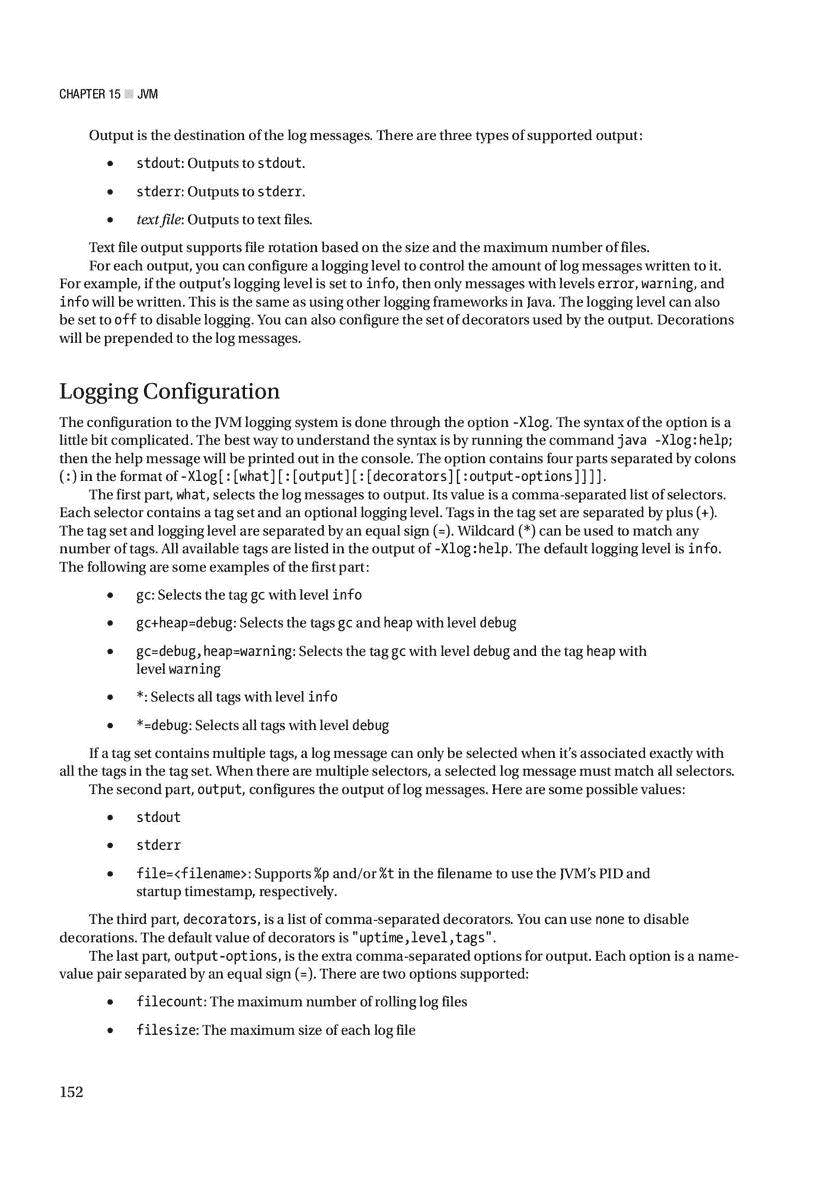 CHAPTER 15 ■ JVM
Output is the destination of the log messages. There are three types of supported output:
• stdout: Outputs to stdout.
• stderr: Outputs to stderr.
• text file: Outputs to text files.
Text file output supports file rotation based on the size and the maximum number of files.
For each output, you can configure a logging level to control the amount of log messages written to it.
For example, if the output's logging level is set to info, then only messages with levels error, warning, and
info will be written. This is the same as using other logging frameworks in Java. The logging level can also
be set to off to disable logging. You can also configure the set of decorators used by the output. Decorations
will be prepended to the log messages.
Logging Configuration
The configuration to the JVM logging system is done through the option -Xlog. The syntax of the option is a
little bit complicated. The best way to understand the syntax is by running the command java -Xlog:help;
then the help message will be printed out in the console. The option contains four parts separated by colons
(:) in the format of -Xlog[:[what][:[output][:[decorators][:output-options]]]].
The first part, what, selects the log messages to output. Its value is a comma-separated list of selectors.
Each selector contains a tag set and an optional logging level. Tags in the tag set are separated by plus (+).
The tag set and logging level are separated by an equal sign (=). Wildcard (*) can be used to match any
number of tags. All available tags are listed in the output of -Xlog:help. The default logging level is info.
The following are some examples of the first part:
• gc: Selects the tag gc with level info
• gc+heap=debug: Selects the tags gc and heap with level debug
• gc=debug,heap=warning: Selects the tag gc with level debug and the tag heap with
level warning
• *: Selects all tags with level info
• *=debug: Selects all tags with level debug
If a tag set contains multiple tags, a log message can only be selected when it's associated exactly with
all the tags in the tag set. When there are multiple selectors, a selected log message must match all selectors.
The second part, output, configures the output of log messages. Here are some possible values:
• stdout
• stderr
• file=<filename>: Supports %p and/or %t in the filename to use the JVM's PID and
startup timestamp, respectively.
The third part, decorators, is a list of comma-separated decorators. You can use none to disable
decorations. The default value of decorators is "uptime,level,tags".
The last part, output-options, is the extra comma-separated options for output. Each option is a name-
value pair separated by an equal sign (=). There are two options supported:
• filecount: The maximum number of rolling log files
• filesize: The maximum size of each log file
152